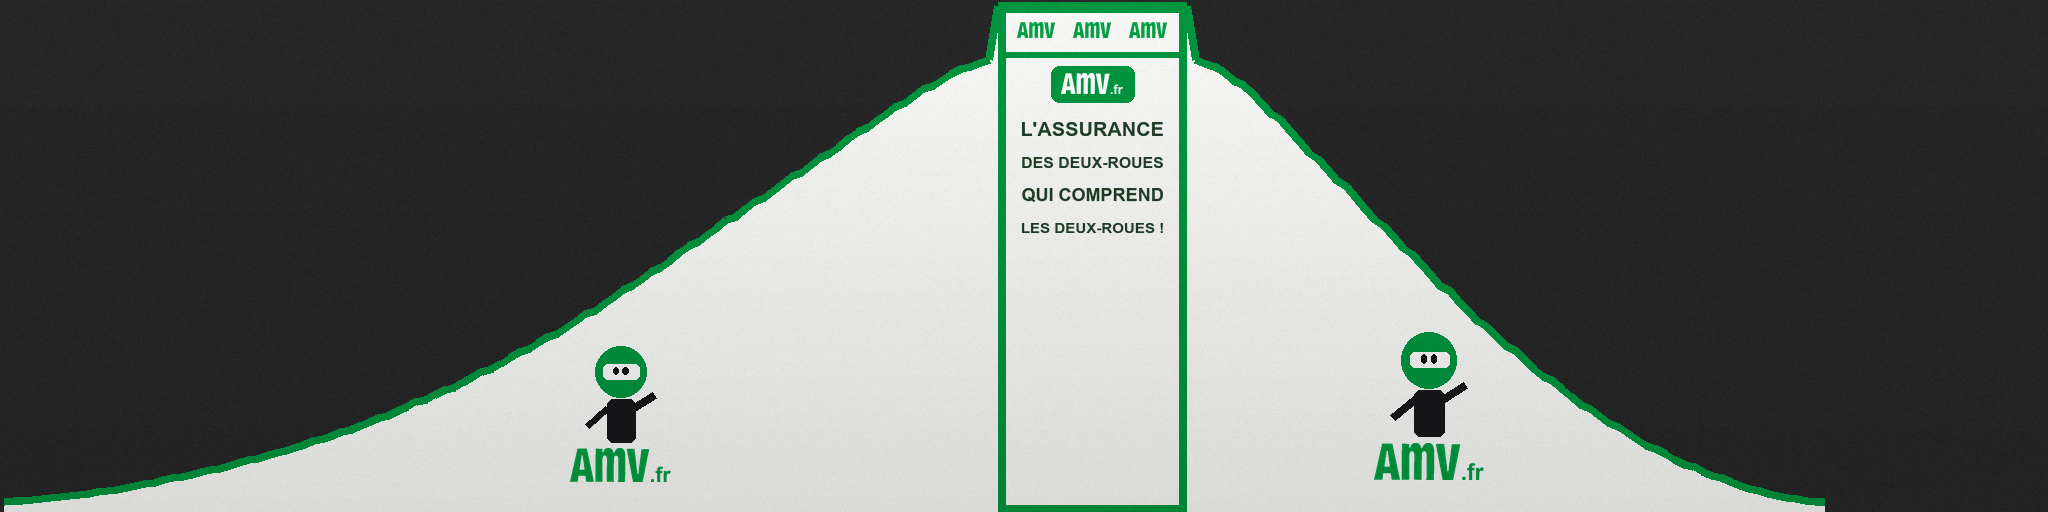 AMV AMV AMV
AMV.fr
L'ASSURANCE
DES DEUX-ROUES
QUI COMPREND
LES DEUX-ROUES !
AMV.fr
AMV.fr